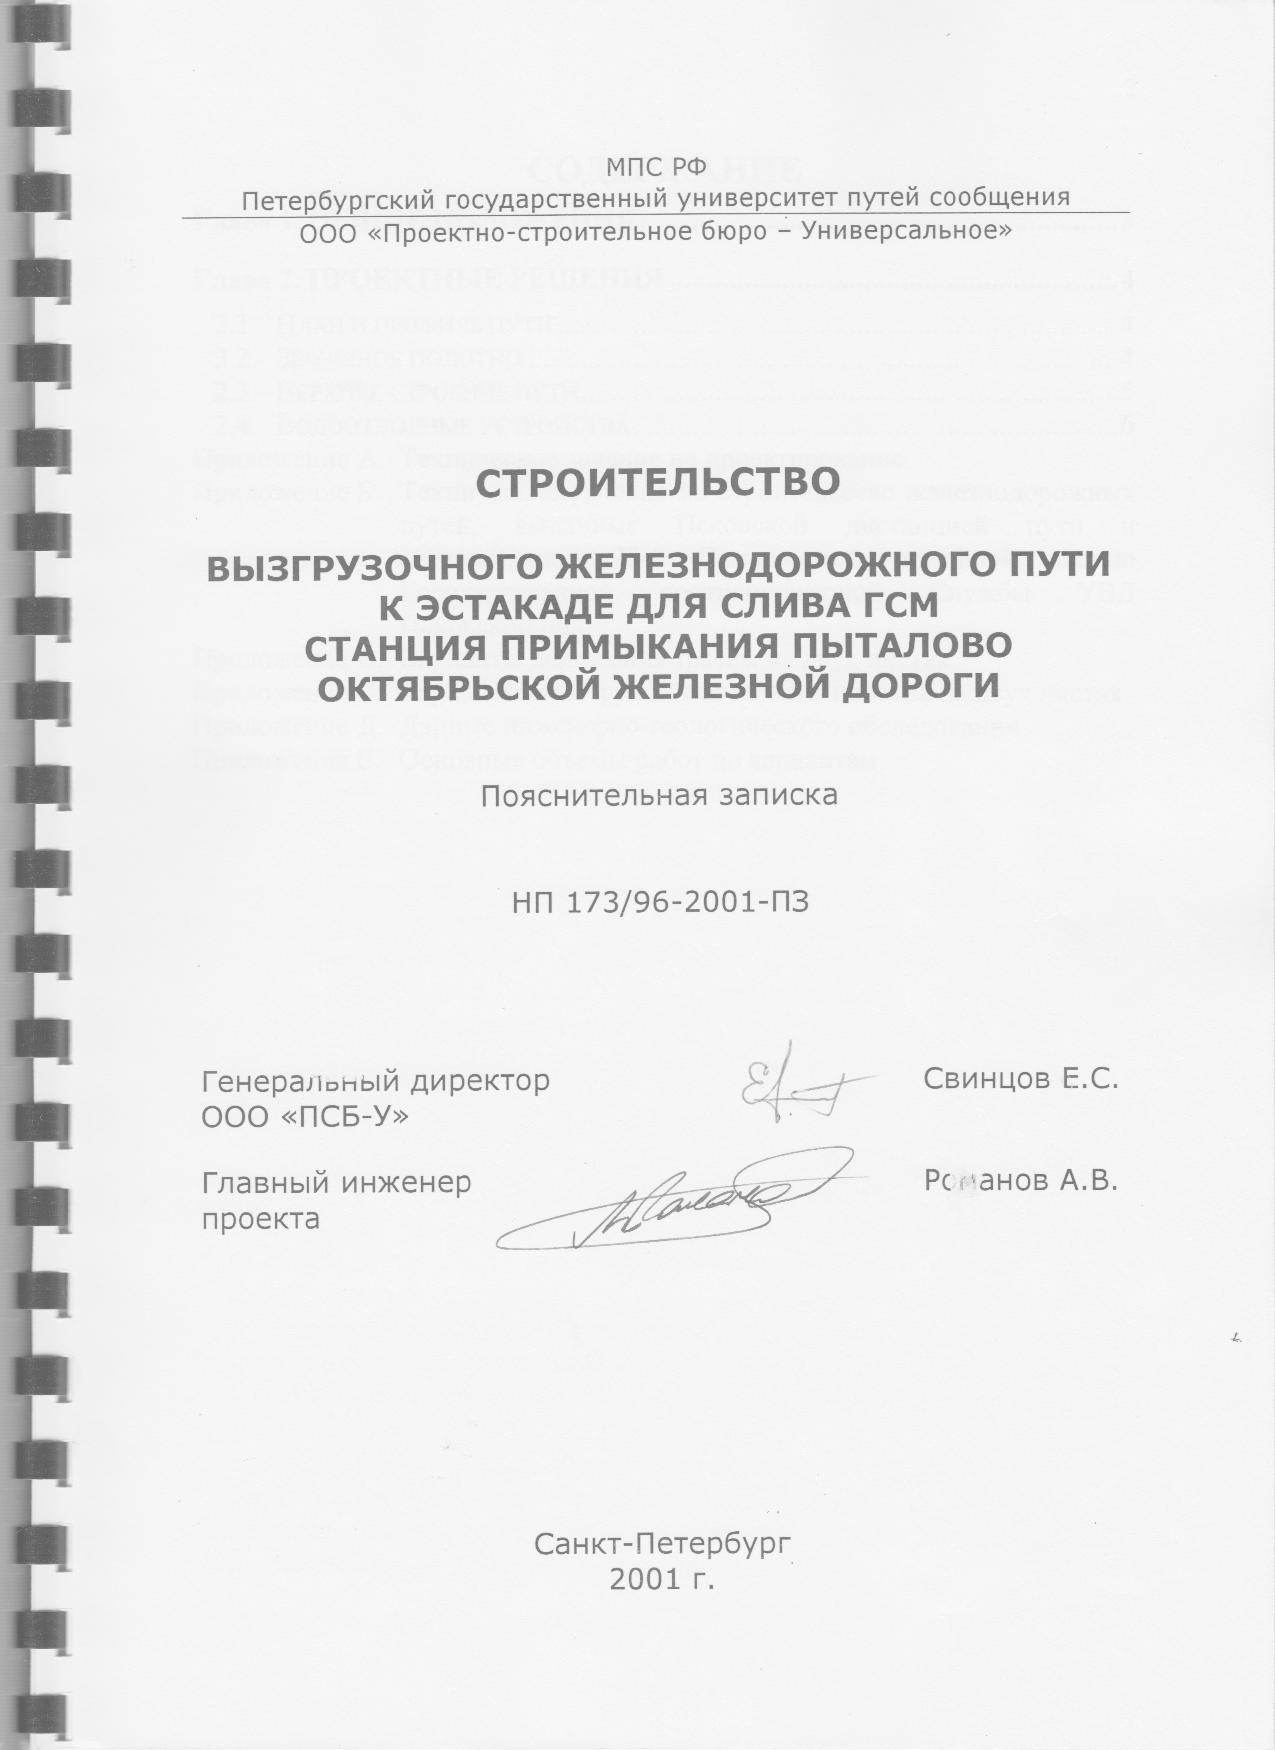 МПС РФ
Петербургский государственный университет путей сообщения
ООО «Проектно-строительное бюро – Универсальное»
СТРОИТЕЛЬСТВО
ВЫЗГРУЗОЧНОГО ЖЕЛЕЗНОДОРОЖНОГО ПУТИ
К ЭСТАКАДЕ ДЛЯ СЛИВА ГСМ
СТАНЦИЯ ПРИМЫКАНИЯ ПЫТАЛОВО
ОКТЯБРЬСКОЙ ЖЕЛЕЗНОЙ ДОРОГИ
Пояснительная записка
НП 173/96-2001-ПЗ
Генеральный директор Свинцов Е.С.
ООО «ПСБ-У»
Главный инженер Романов А.В.
проекта
Санкт-Петербург
2001 г.